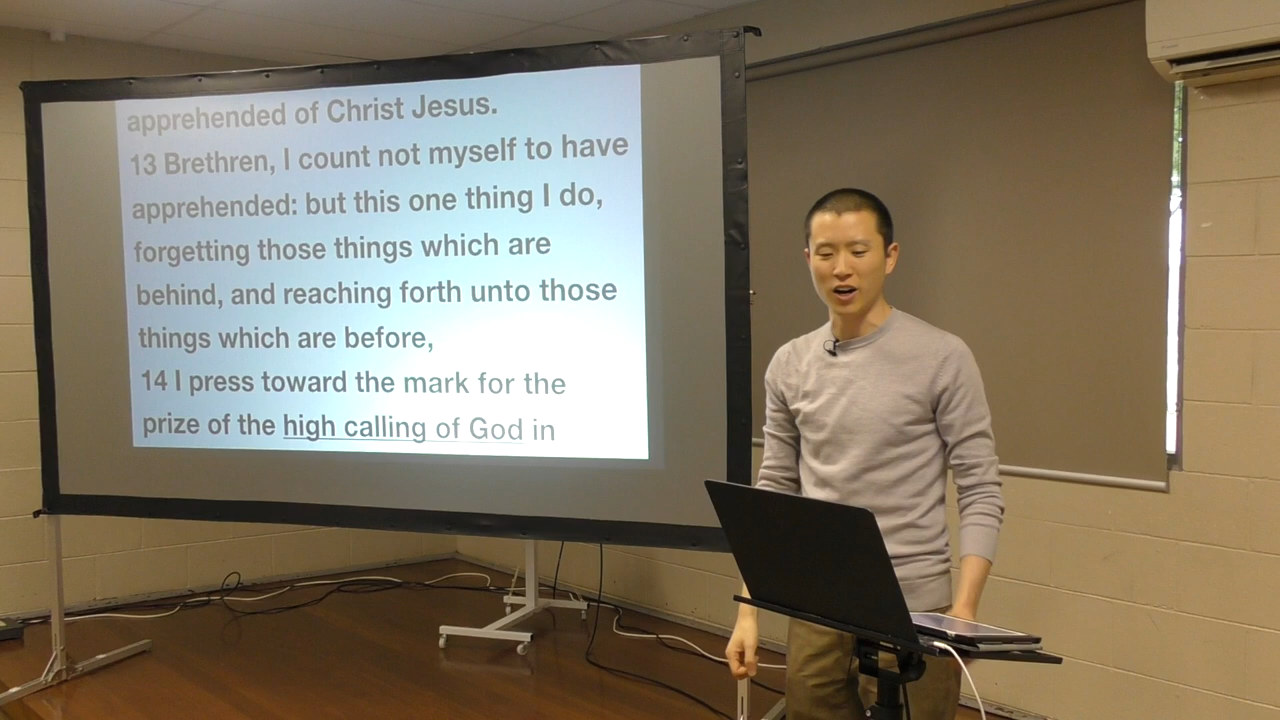 apprehended of Christ Jesus.
13 Brethren, I count not myself to have
apprehended: but this one thing I do,
forgetting those things which are
behind, and reaching forth unto those
things which are before,
14 I press toward the mark for the
prize of the high calling of God in